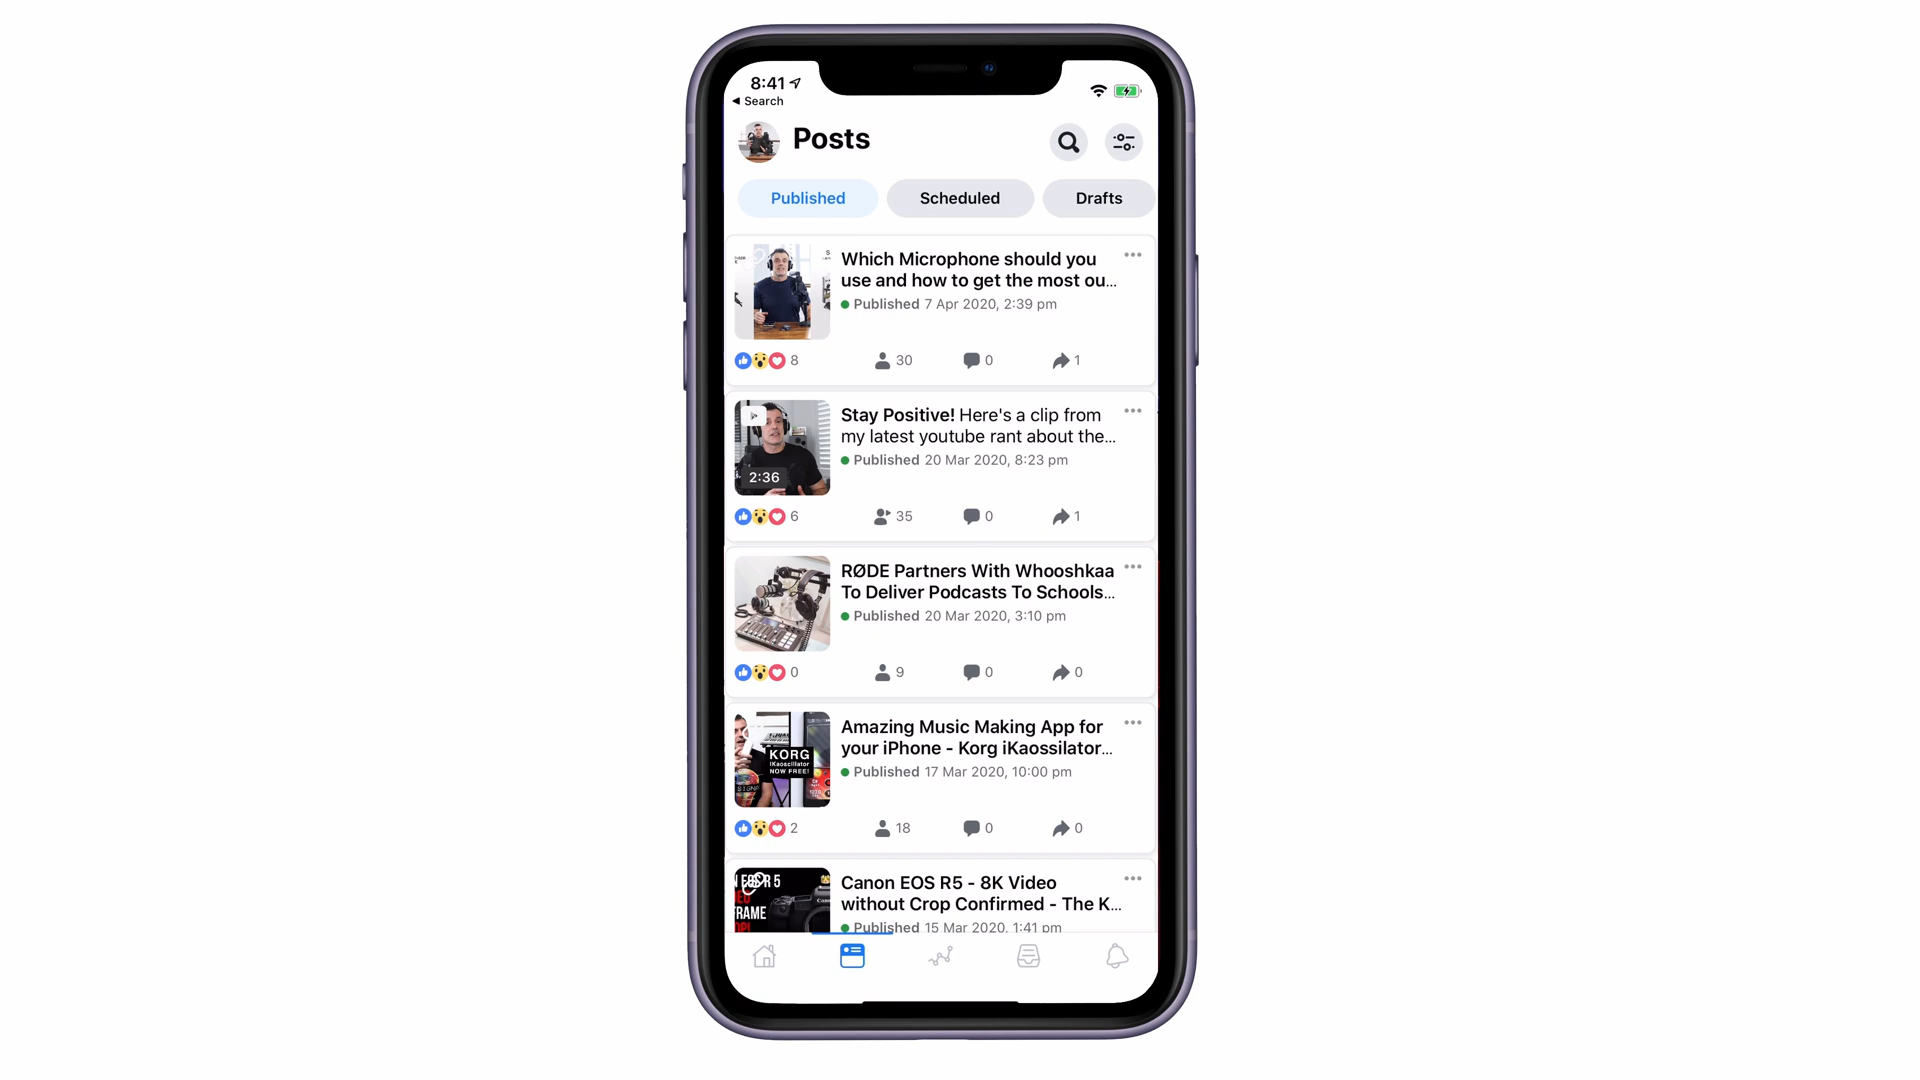 8:41
Search
Posts
Published
Scheduled
Drafts
Which Microphone should you
use and how to get the most ou...
Published 7 Apr 2020, 2:39 pm
8
30
0
1
Stay Positive! Here's a clip from
my latest youtube rant about the...
Published 20 Mar 2020, 8:23 pm
2:36
6
35
0
1
RØDE Partners With Whooshkaa
To Deliver Podcasts To Schools...
Published 20 Mar 2020, 3:10 pm
0
9
0
0
Amazing Music Making App for
your iPhone - Korg iKaossilator...
Published 17 Mar 2020, 10:00 pm
KORG
iKaossilator
NOW FREE!
2
18
0
0
Canon EOS R5 - 8K Video
without Crop Confirmed - The K...
Published 15 Mar 2020, 1:41 pm